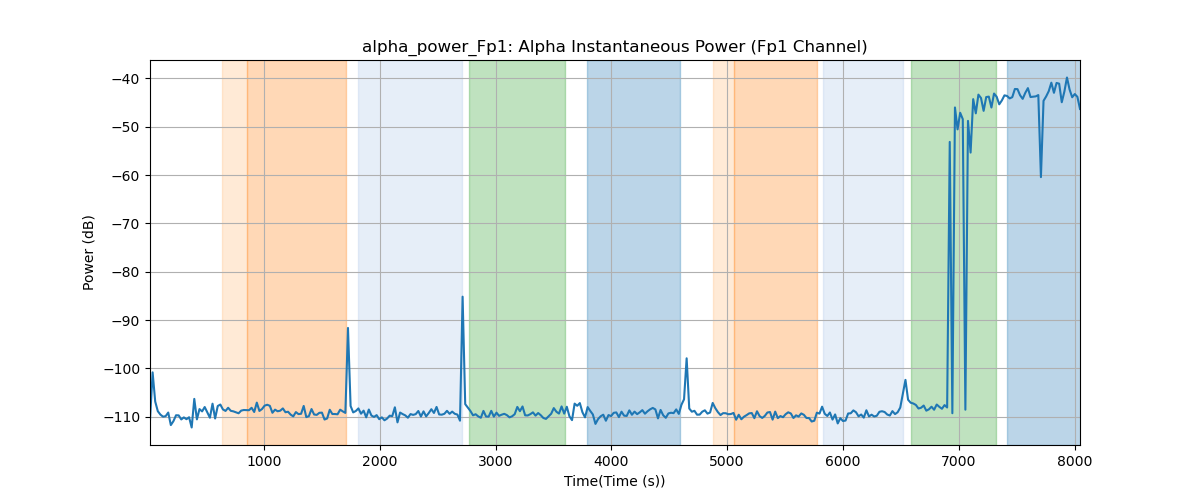 alpha_power_Fp1: Alpha Instantaneous Power (Fp1 Channel)
Power (dB)
−40
−50
−60
−70
−80
−90
−100
−110
1000 2000 3000 4000 5000 6000 7000 8000
Time(Time (s))